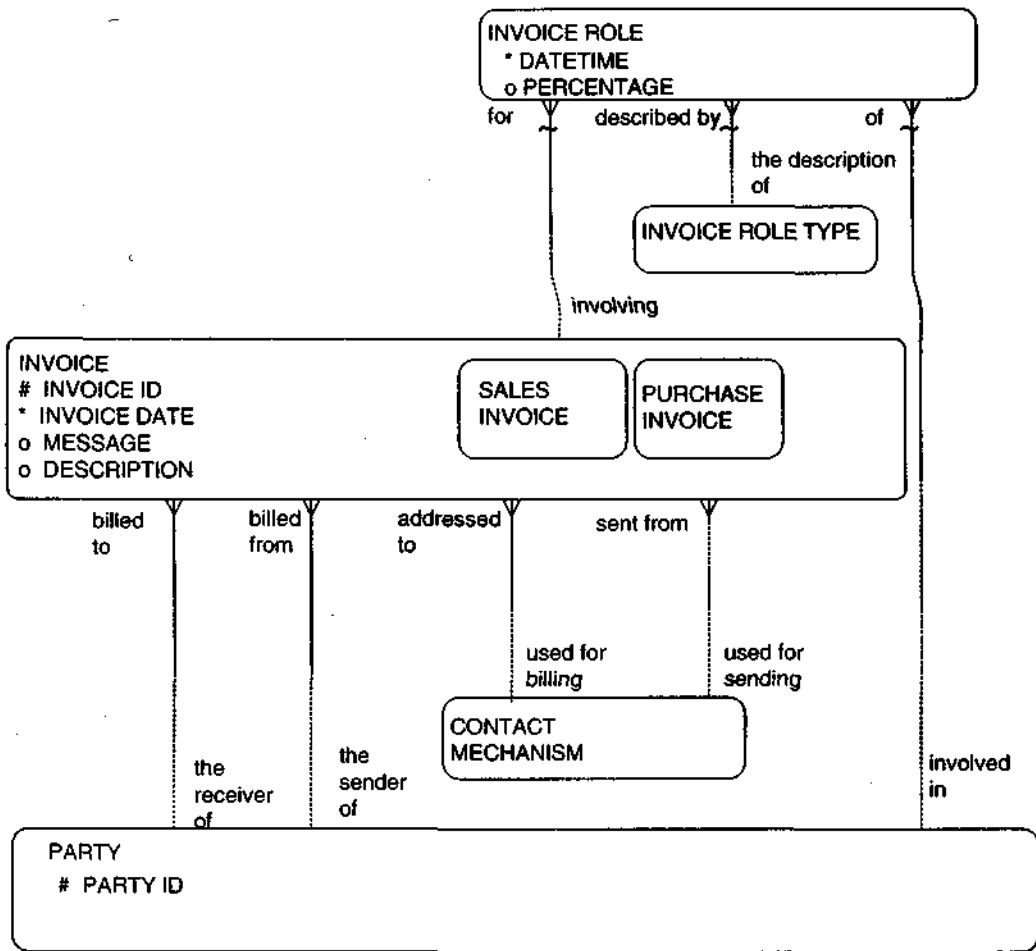 INVOICE ROLE
* DATETIME
o PERCENTAGE
for
described by
of
the description
of
INVOICE ROLE TYPE
involving
INVOICE
# INVOICE ID
* INVOICE DATE
o MESSAGE
o DESCRIPTION
SALES
INVOICE
PURCHASE
INVOICE
billed
to
billed
from
addressed
to
sent from
used for
billing
used for
sending
CONTACT
MECHANISM
the
receiver
of
the
sender
of
involved
in
PARTY
# PARTY ID